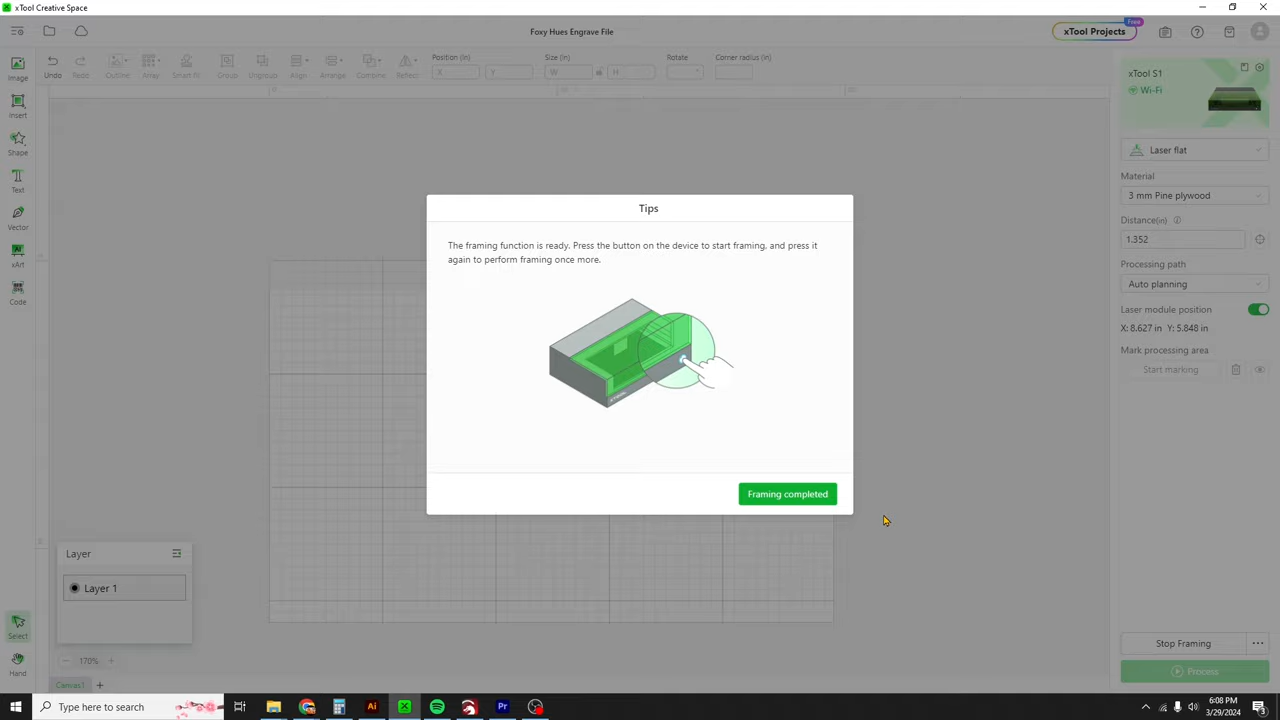 xTool Creative Space
Foxy Hues Engrave File
Free
xTool Projects
Image
Insert
Shape
Text
Vector
xArt
Code
Select
Hand
Undo
Redo
Outline
Array
Smart fill
Group
Ungroup
Align
Arrange
Combine
Reflect
Position (in)
X
Y
Size (in)
W
H
Rotate
°
Corner radius (in)
Tips
The framing function is ready. Press the button on the device to start framing, and press it
again to perform framing once more.
Framing completed
xTool S1
Wi-Fi
Laser flat
Material
3 mm Pine plywood
Distance(in)
1.352
Processing path
Auto planning
Laser module position
X: 8.627 in Y: 5.848 in
Mark processing area
Start marking
Stop Framing
Process
Layer
Layer 1
170%
Canvas1
Type here to search
6:08 PM
3/29/2024